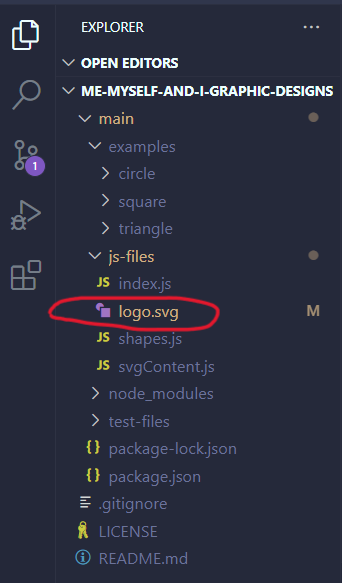 EXPLORER ...
OPEN EDITORS
ME-MYSELF-AND-I-GRAPHIC-DESIGNS
main
examples
circle
square
triangle
js-files
JS index.js
logo.svg M
JS shapes.js
JS svgContent.js
node_modules
test-files
{} package-lock.json
{} package.json
.gitignore
LICENSE
README.md
1